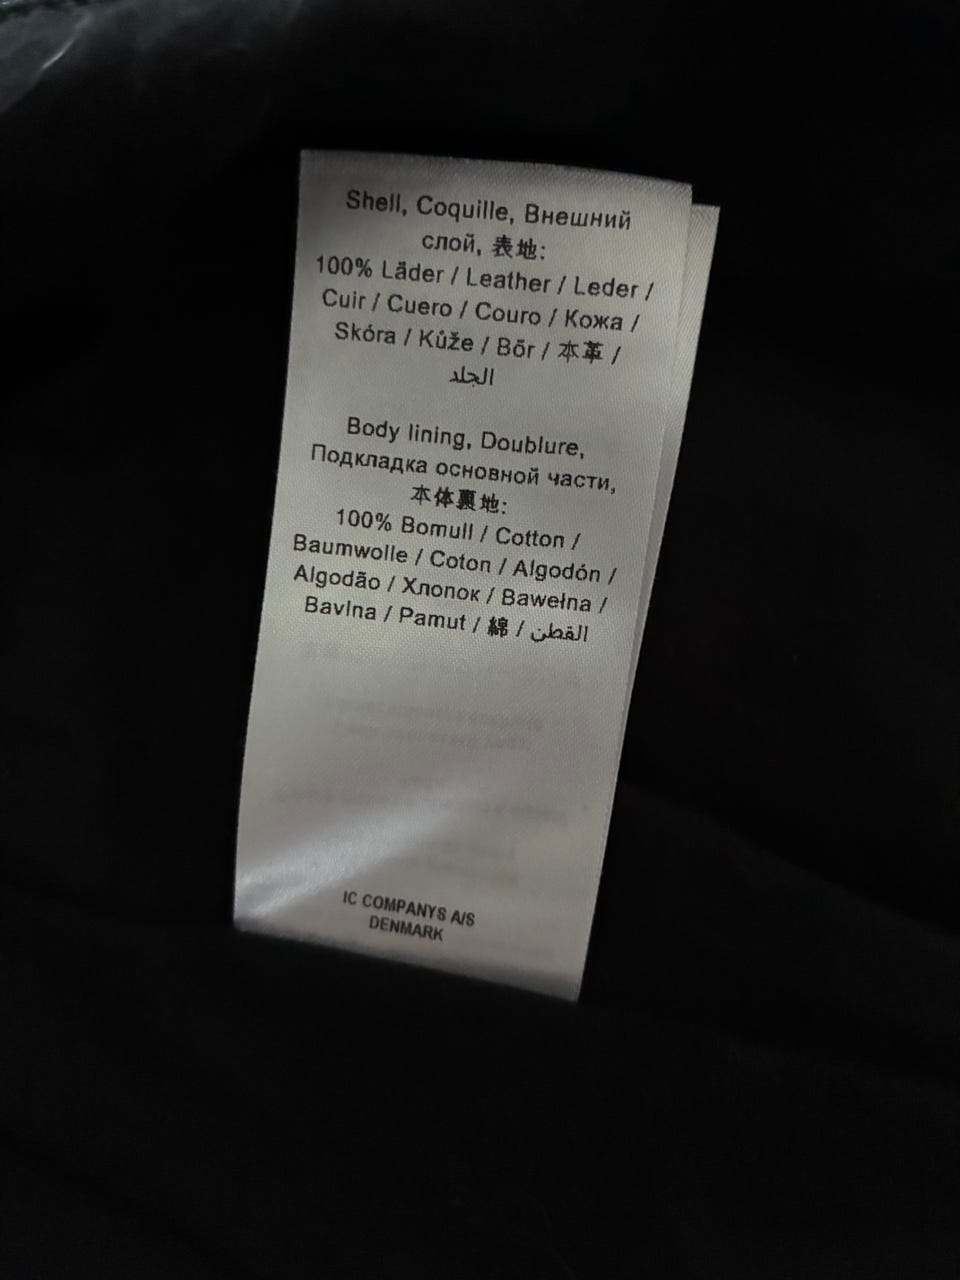 Shell, Coquille, Внешний
слой, 表地:
100% Läder / Leather / Leder /
Cuir / Cuero / Couro / Кожа /
Skóra / Kůže / Bőr / 本革 /
الجلد
Body lining, Doublure,
Подкладка основной части,
本体裏地:
100% Bomull / Cotton /
Baumwolle / Coton / Algodón /
Algodão / Хлопок / Bawełna /
Bavlna / Pamut / 綿 / القطن
IC COMPANYS A/S
DENMARK